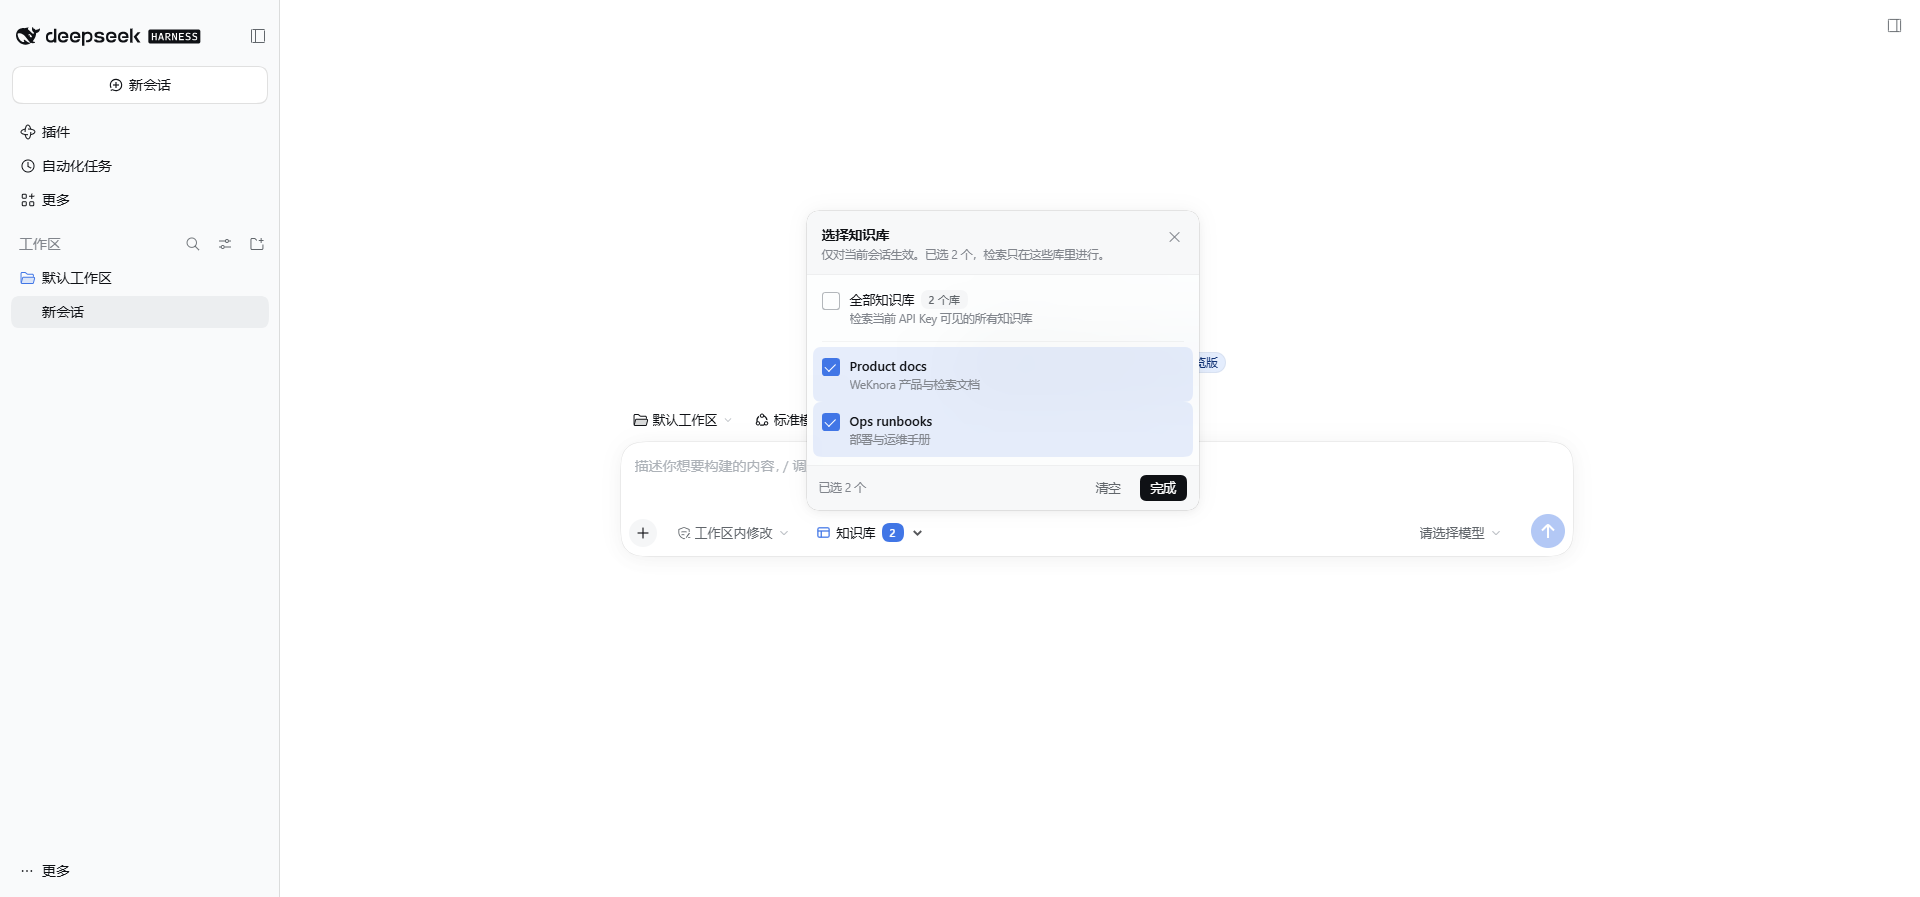 deepseek HARNESS
新会话
插件
自动化任务
更多
工作区
默认工作区
新会话
更多
选择知识库
仅对当前会话生效。已选 2 个，检索只在这些库里进行。
全部知识库 2 个库
检索当前 API Key 可见的所有知识库
Product docs
WeKnora 产品与检索文档
Ops runbooks
部署与运维手册
已选 2 个 清空 完成
览版
默认工作区 标准模
描述你想要构建的内容, / 调
工作区内修改 知识库 2 请选择模型